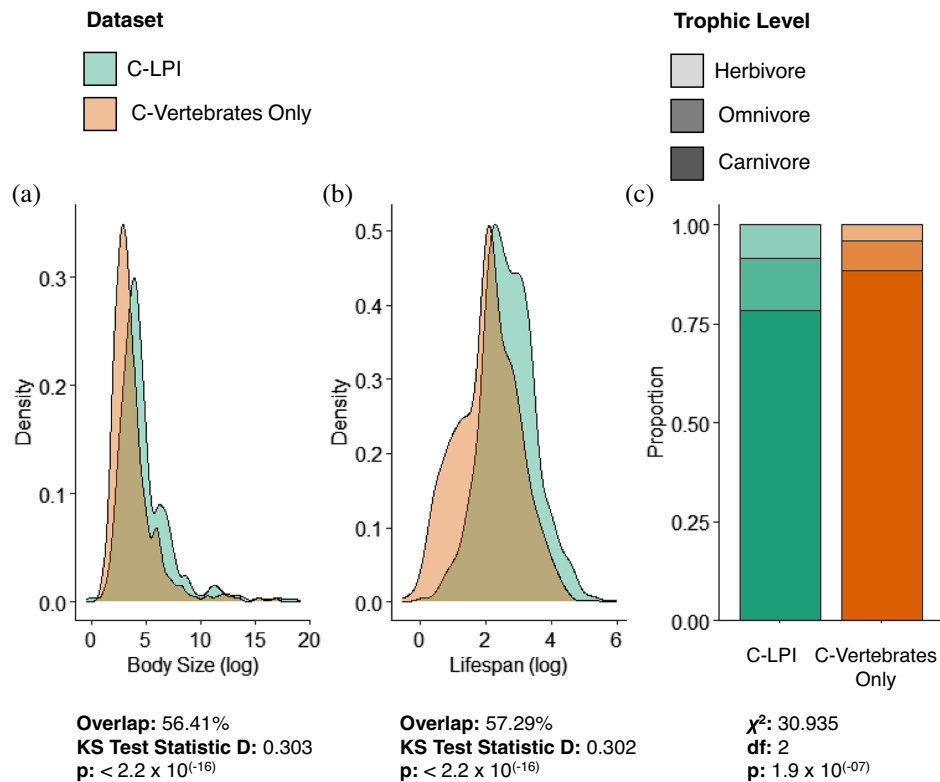 Dataset
C-LPI
C-Vertebrates Only
Trophic Level
Herbivore
Omnivore
Carnivore
(a)
0.3
0.2
0.1
0.0
Density
0 5 10 15 20
Body Size (log)
Overlap: 56.41%
KS Test Statistic D: 0.303
p: < 2.2 x 10(-16)
(b)
0.5
0.4
0.3
0.2
0.1
0.0
Density
0 2 4 6
Lifespan (log)
Overlap: 57.29%
KS Test Statistic D: 0.302
p: < 2.2 x 10(-16)
(c)
1.00
0.75
0.50
0.25
0.00
Proportion
C-LPI C-Vertebrates
Only
χ²: 30.935
df: 2
p: 1.9 x 10(-07)